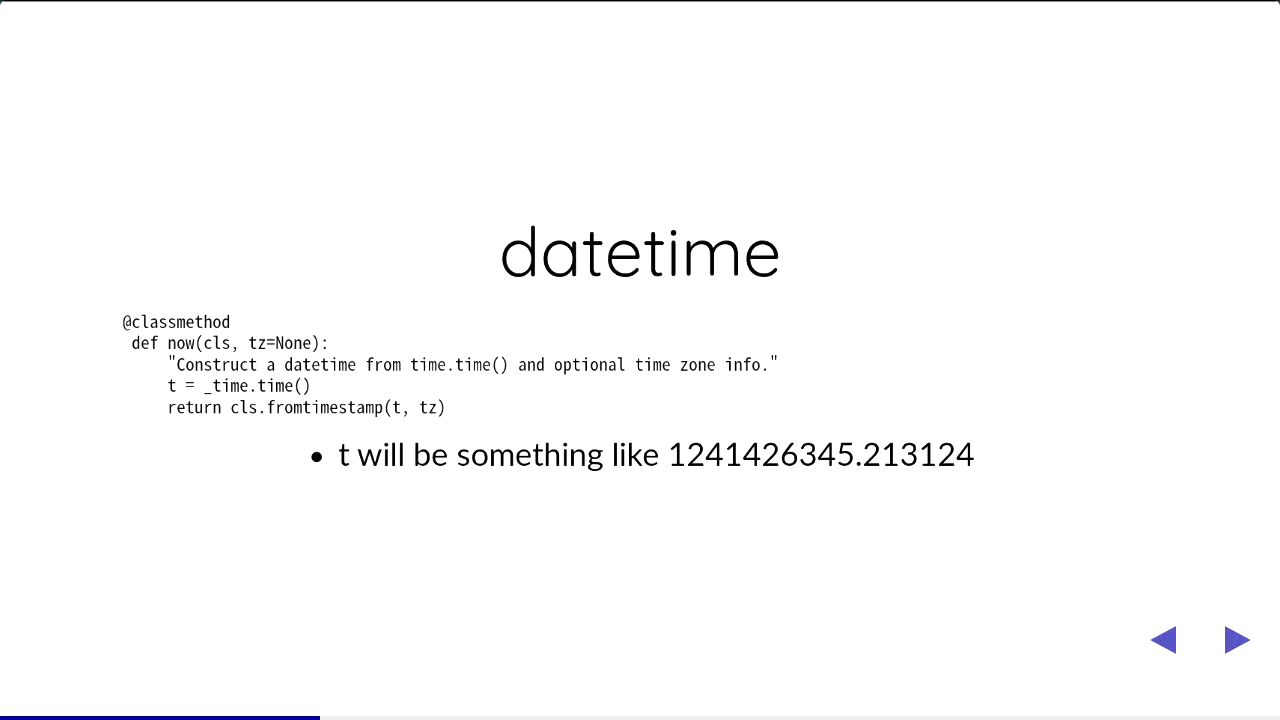 datetime
@classmethod
 def now(cls, tz=None):
     "Construct a datetime from time.time() and optional time zone info."
     t = _time.time()
     return cls.fromtimestamp(t, tz)
• t will be something like 1241426345.213124